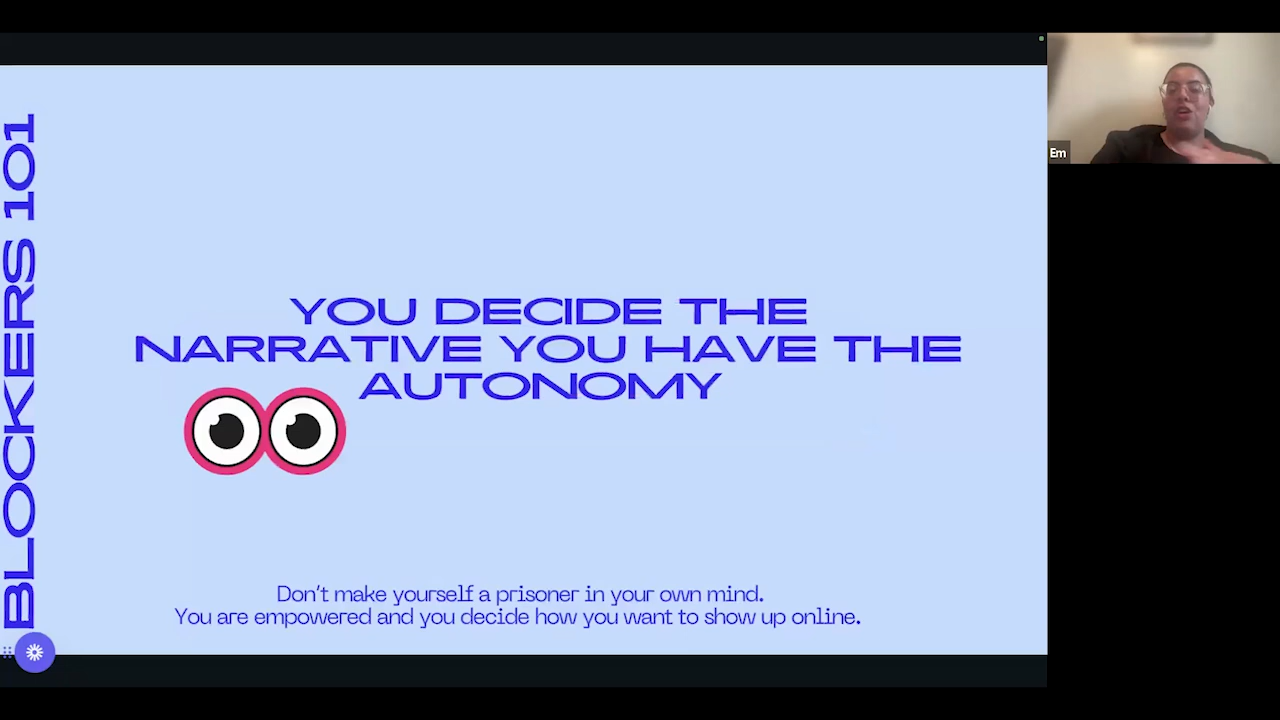 BLOCKERS 101
YOU DECIDE THE
NARRATIVE YOU HAVE THE
AUTONOMY
Don't make yourself a prisoner in your own mind.
You are empowered and you decide how you want to show up online.
Em